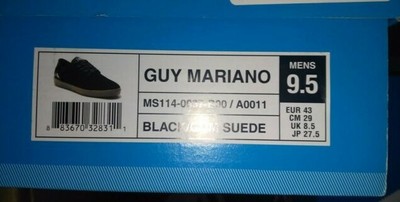 GUY MARIANO
MENS
9.5
A0011
SUEDE
EUR 43
CM 29
UK 8.5
JP 27.5
8 83670 32831 1